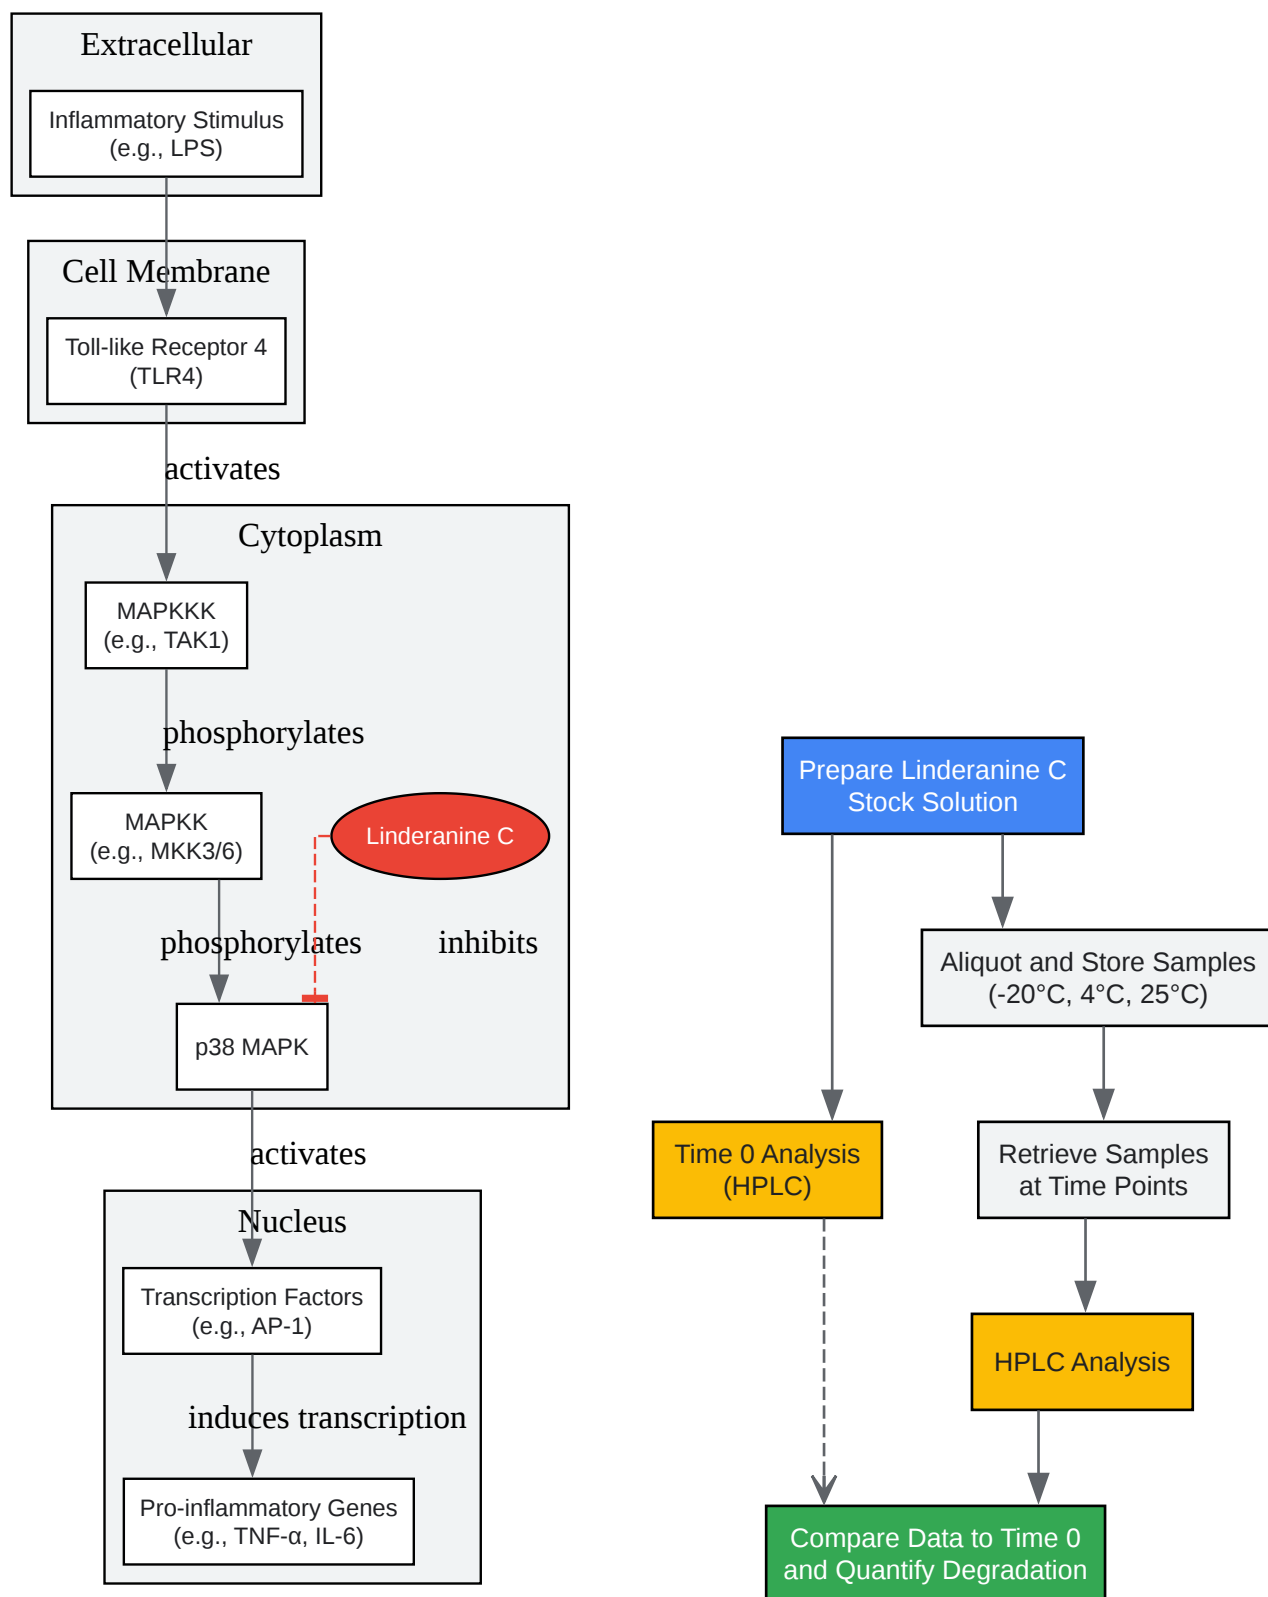 Extracellular
Inflammatory Stimulus
(e.g., LPS)
Cell Membrane
Toll-like Receptor 4
(TLR4)
activates
Cytoplasm
MAPKKK
(e.g., TAK1)
phosphorylates
MAPKK
(e.g., MKK3/6)
Linderanine C
phosphorylates
inhibits
p38 MAPK
activates
Nucleus
Transcription Factors
(e.g., AP-1)
induces transcription
Pro-inflammatory Genes
(e.g., TNF-α, IL-6)
Prepare Linderanine C
Stock Solution
Aliquot and Store Samples
(-20°C, 4°C, 25°C)
Time 0 Analysis
(HPLC)
Retrieve Samples
at Time Points
HPLC Analysis
Compare Data to Time 0
and Quantify Degradation